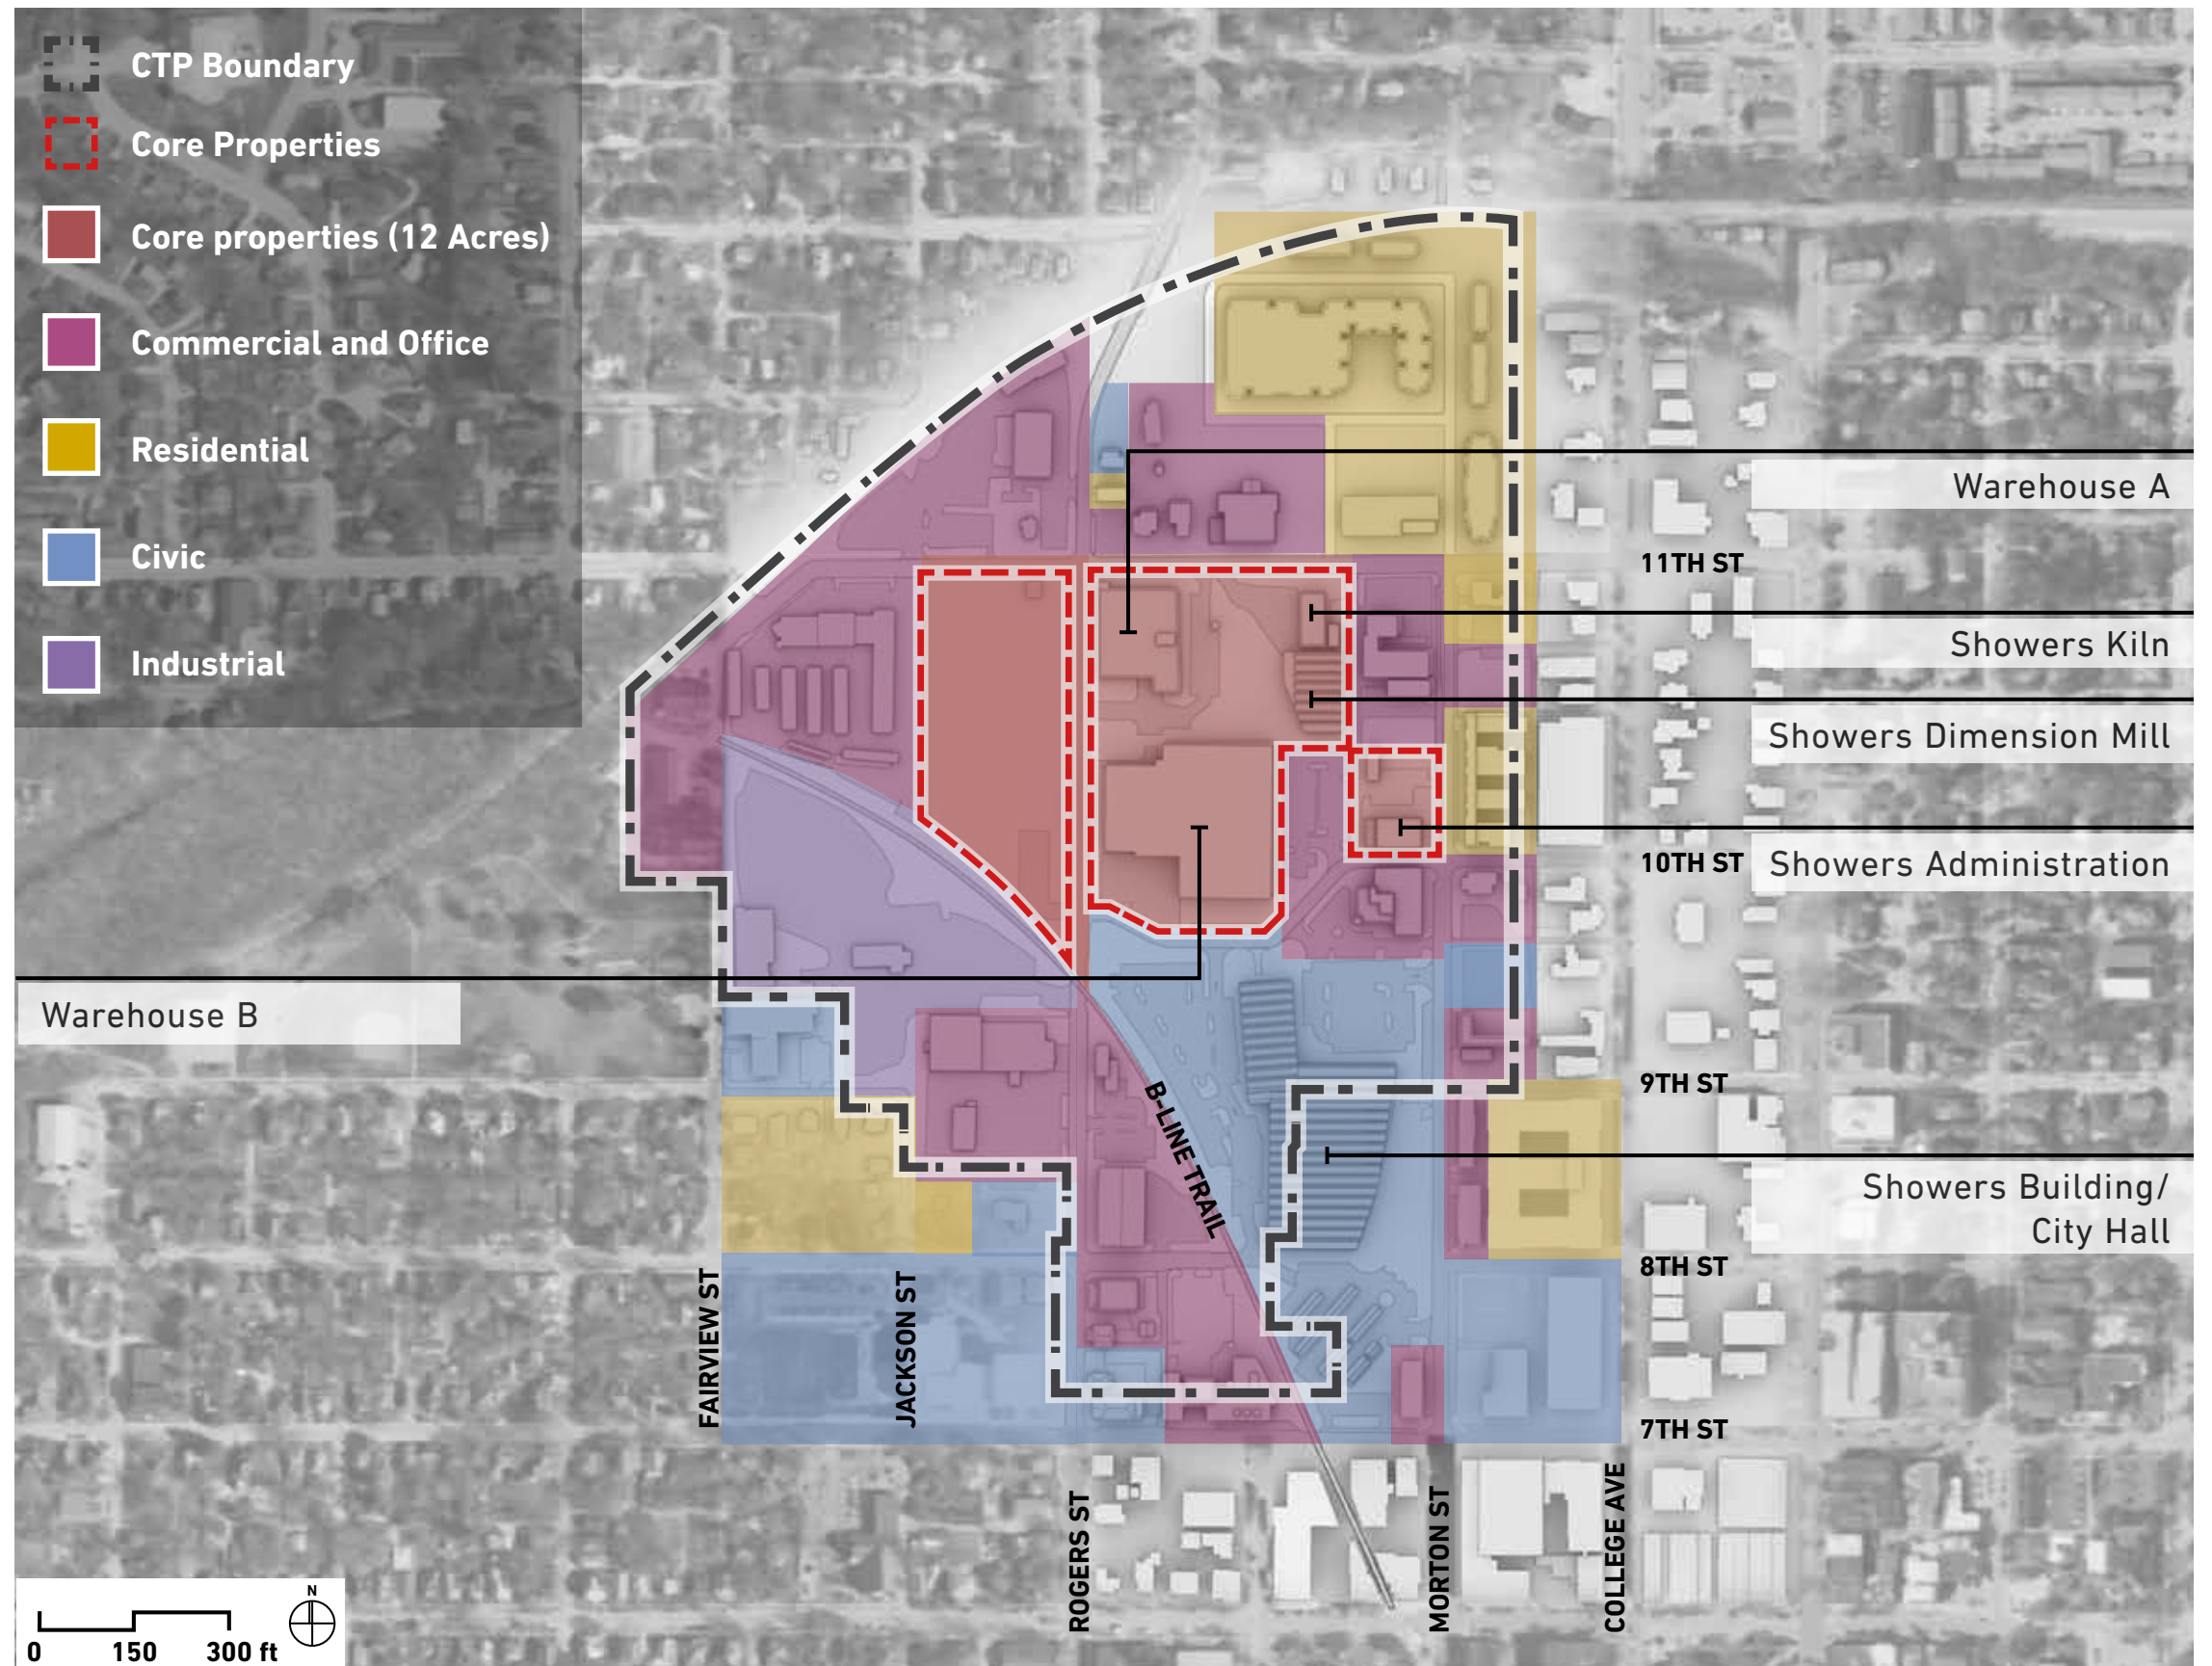 CTP Boundary
Core Properties
Core properties (12 Acres)
Commercial and Office
Residential
Civic
Industrial
Warehouse A
11TH ST
Showers Kiln
Showers Dimension Mill
10TH ST
Showers Administration
Warehouse B
9TH ST
B-LINE TRAIL
Showers Building/
City Hall
8TH ST
FAIRVIEW ST
JACKSON ST
7TH ST
ROGERS ST
MORTON ST
COLLEGE AVE
N
0 150 300 ft